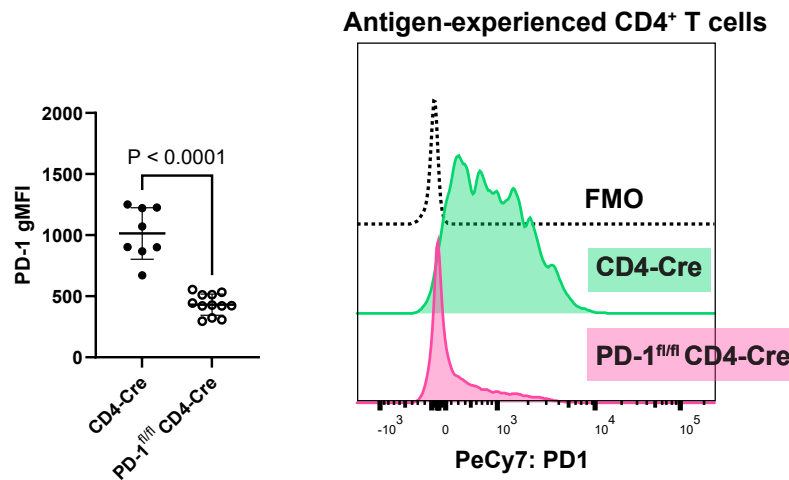 Antigen-experienced CD4⁺ T cells
2000
1500
1000
500
0
PD-1 gMFI
P < 0.0001
CD4-Cre
PD-1fl/fl CD4-Cre
FMO
CD4-Cre
PD-1fl/fl CD4-Cre
-10³ 0 10³ 10⁴ 10⁵
PeCy7: PD1